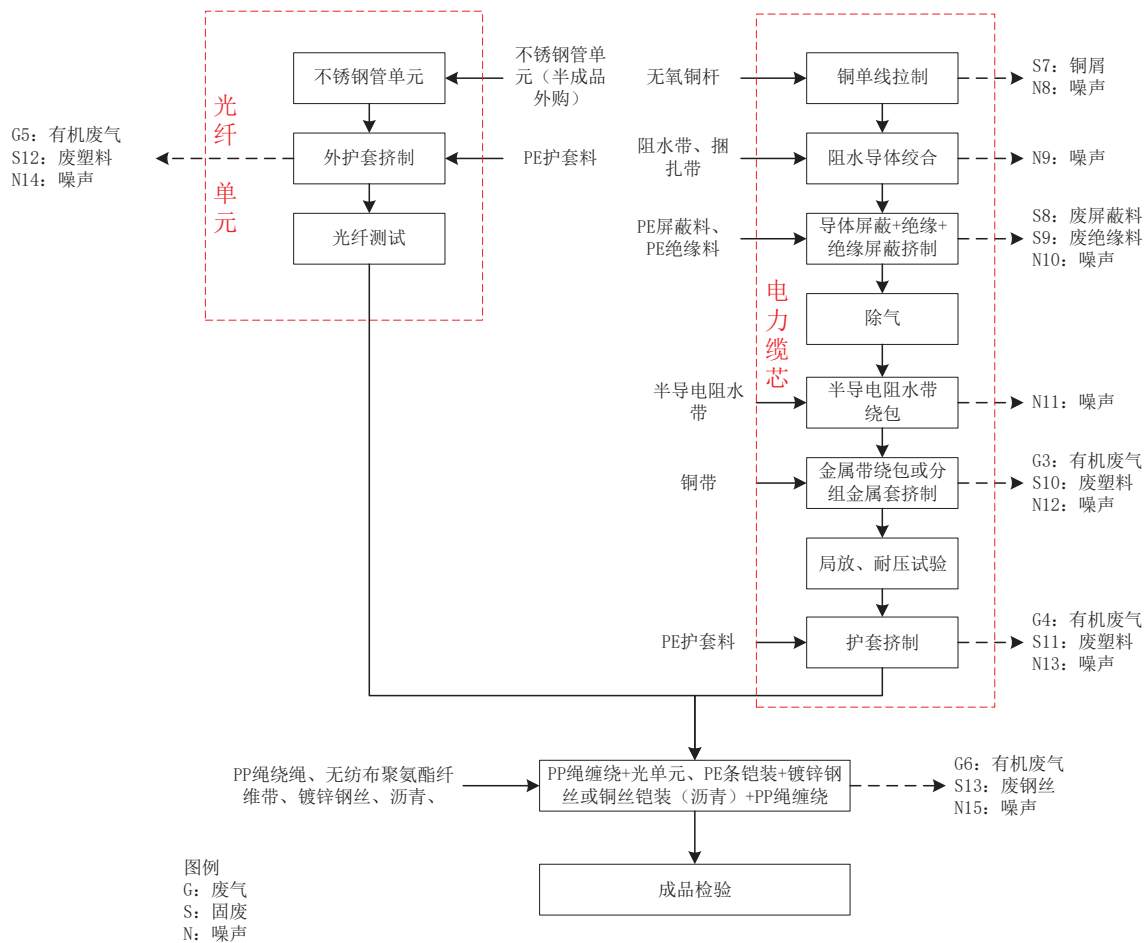 不锈钢管单元
不锈钢管单
元（半成品
外购）
光
纤
单
元
G5: 有机废气
S12: 废塑料
N14: 噪声
外护套挤制
PE护套料
光纤测试
无氧铜杆
铜单线拉制
S7: 铜屑
N8: 噪声
阻水带、捆
扎带
阻水导体绞合
N9: 噪声
PE屏蔽料、
PE绝缘料
导体屏蔽+绝缘+
绝缘屏蔽挤制
S8: 废屏蔽料
S9: 废绝缘料
N10: 噪声
电
力
缆
芯
除气
半导电阻水
带
半导电阻水带
绕包
N11: 噪声
铜带
金属带绕包或分
组金属套挤制
G3: 有机废气
S10: 废塑料
N12: 噪声
局放、耐压试验
PE护套料
护套挤制
G4: 有机废气
S11: 废塑料
N13: 噪声
PP绳绕绳、无纺布聚氨酯纤
维带、镀锌钢丝、沥青、
PP绳缠绕+光单元、PE条铠装+镀锌钢
丝或铜丝铠装（沥青）+PP绳缠绕
G6: 有机废气
S13: 废钢丝
N15: 噪声
成品检验
图例
G: 废气
S: 固废
N: 噪声